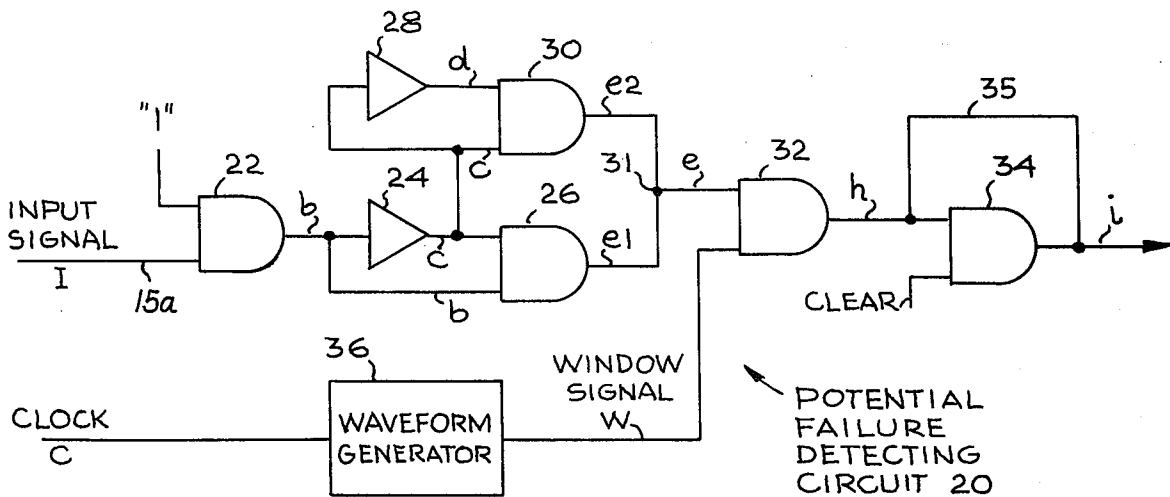 28
30
35
d
e2
"1"
c
31
e
32
34
22
24
26
h
i
INPUT
SIGNAL
b
c
e1
I
15a
b
CLEAR
36
WINDOW
SIGNAL
W
CLOCK
C
WAVEFORM
GENERATOR
POTENTIAL
FAILURE
DETECTING
CIRCUIT 20